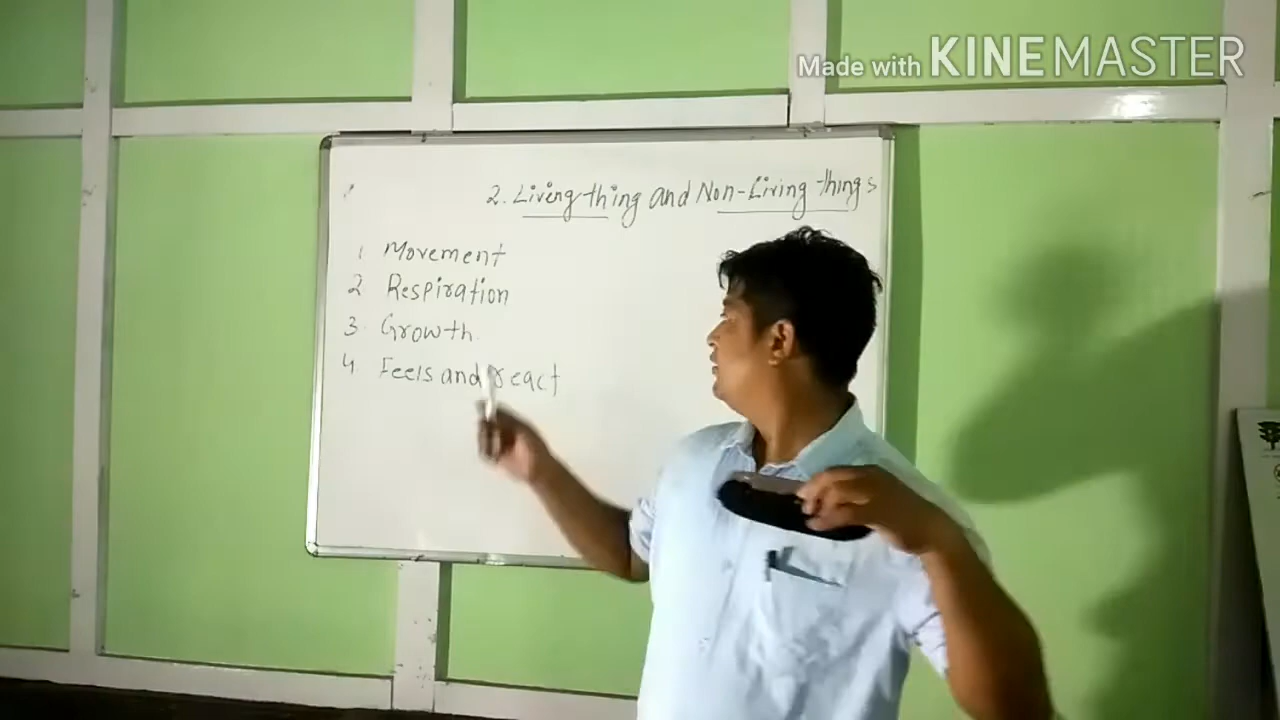 Made with KINEMASTER
2. Living thing and Non-Living things
1 Movement
2 Respiration
3. Growth.
4 Feels and react